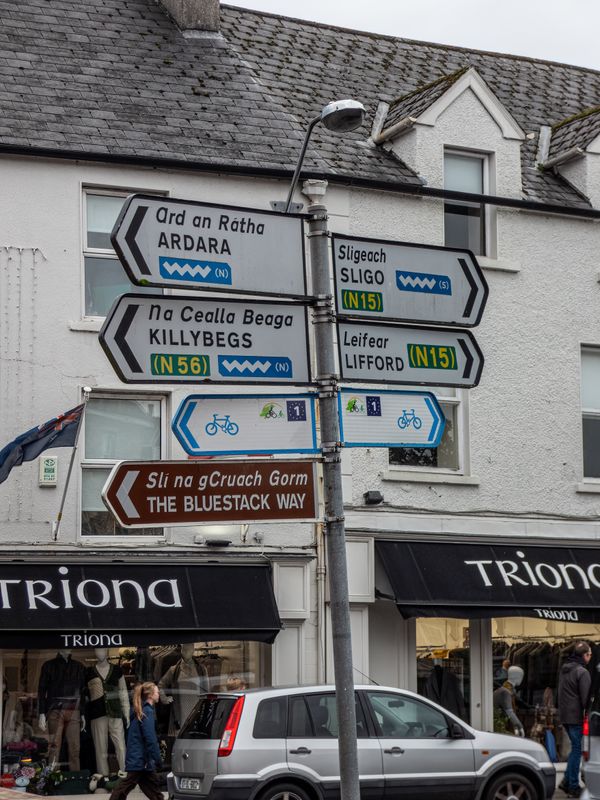 Ard an Rátha
ARDARA
(N)
Sligeach
SLIGO
(N15)
(S)
Na Cealla Beaga
KILLYBEGS
(N 56)
(N)
Leifear
LIFFORD
(N15)
1
1
Slí na gCruach Gorm
THE BLUESTACK WAY
TRIONA
TRIONA
TRIONA
TRIONA